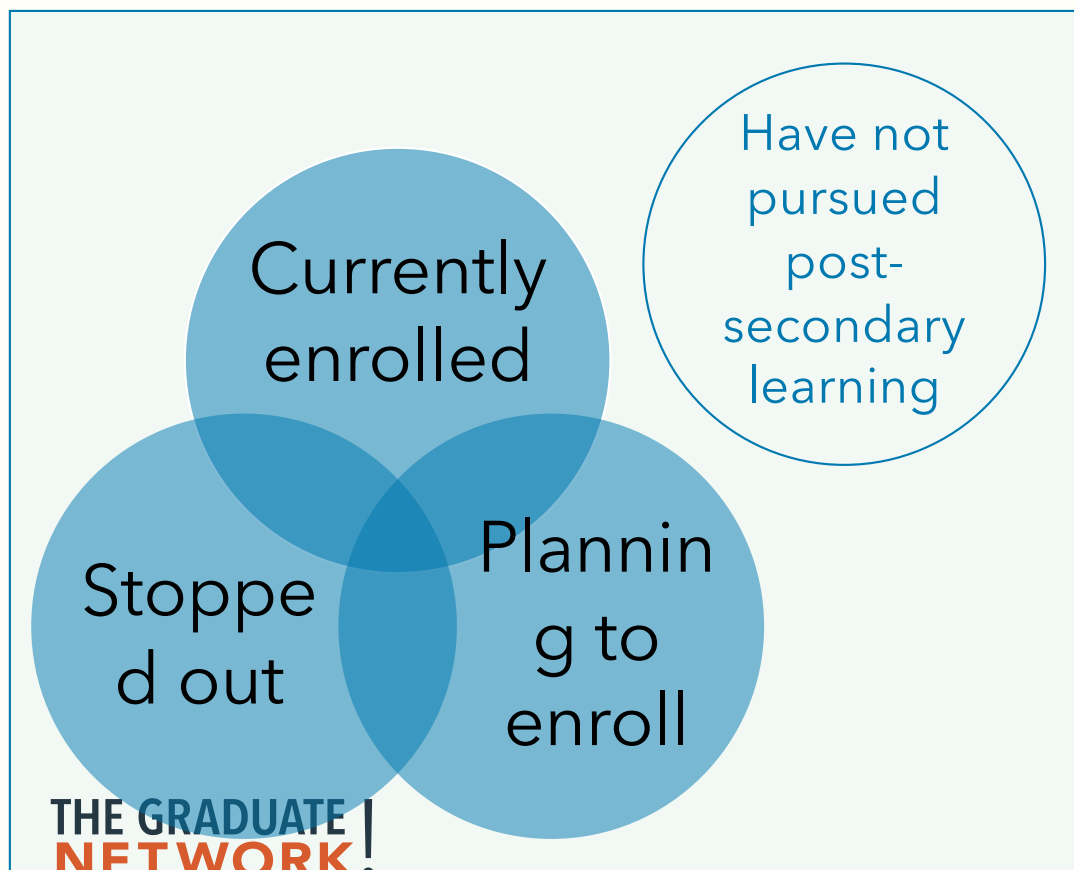 Have not
pursued
post-
secondary
learning
Currently
enrolled
Stoppe
d out
Plannin
g to
enroll
THE GRADUATE !
NETWORK